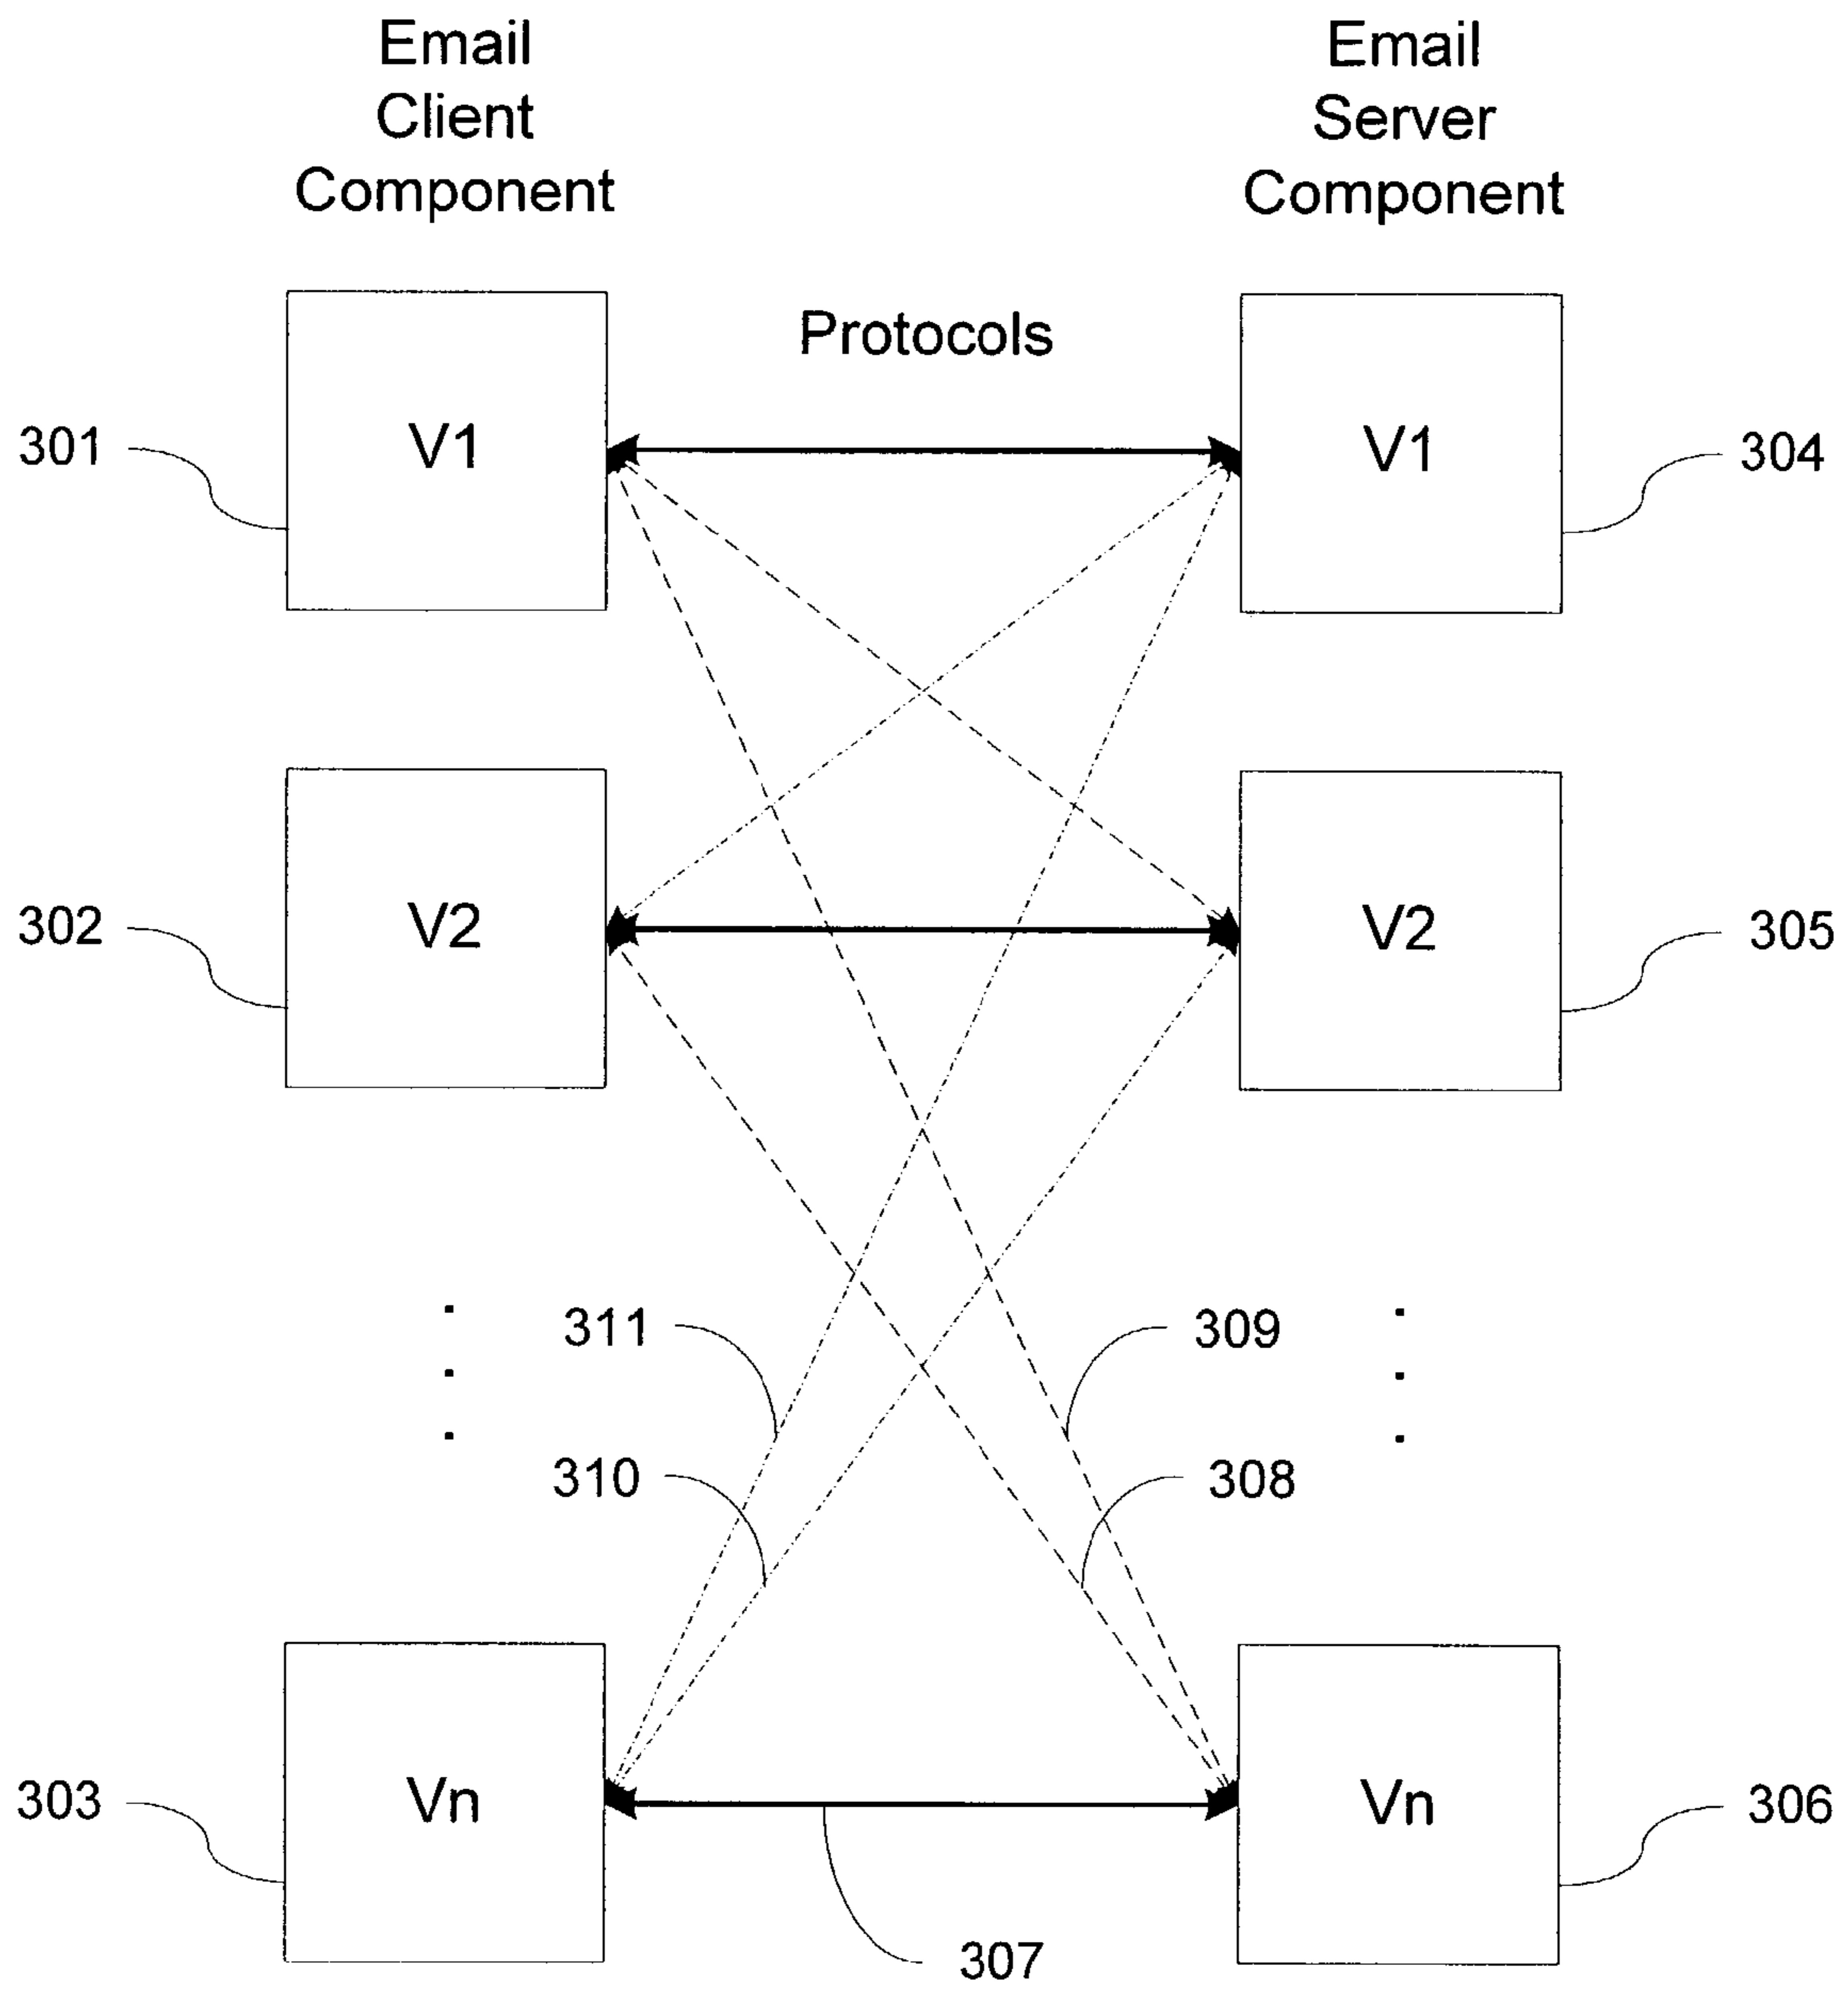 Email
Client
Component
Email
Server
Component
Protocols
301
V1
V1
304
302
V2
V2
305
.
.
.
311
309
.
.
.
310
308
303
Vn
Vn
306
307